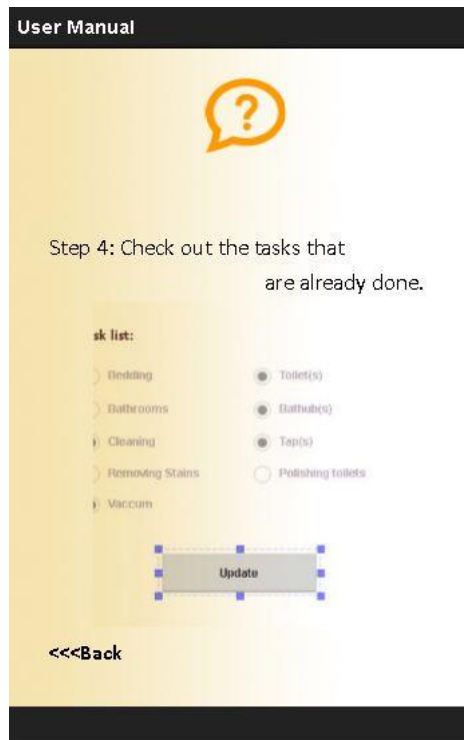 User Manual
?
Step 4: Check out the tasks that
are already done.
sk list:
Bedding
Toilet(s)
Bathrooms
Bathub(s)
Cleaning
Tap(s)
Removing Stains
Polishing toilets
Vaccum
Update
<<<Back